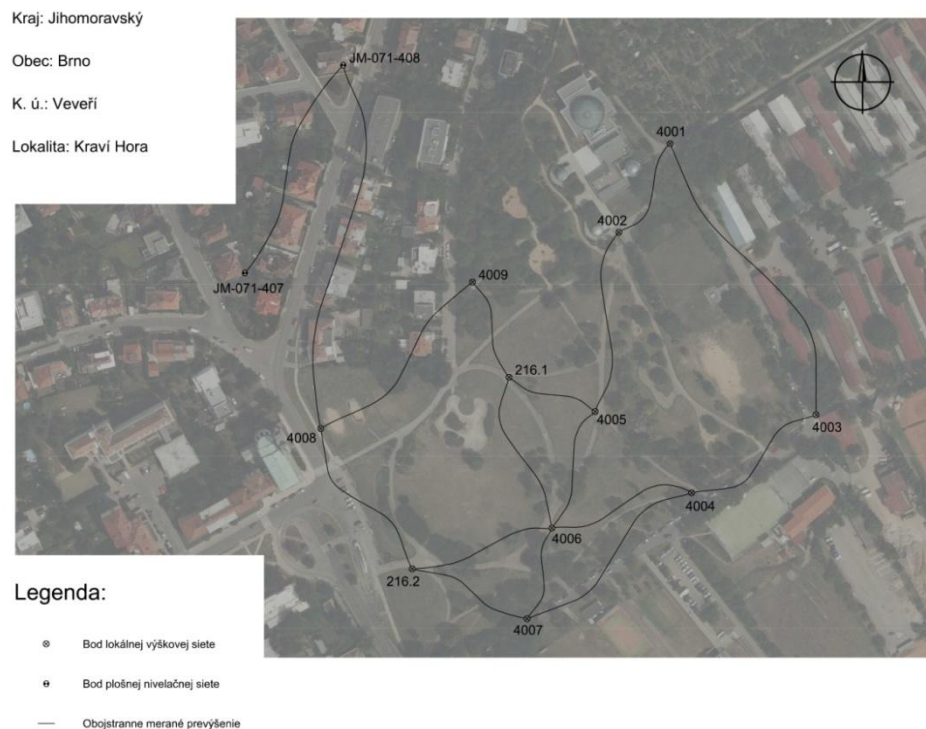 Kraj: Jihomoravský
Obec: Brno
K. ú.: Veveří
Lokalita: Kraví Hora
JM-071-408
4001
4002
4009
JM-071-407
216.1
4005
4003
4008
4004
4006
216.2
4007
Legenda:
Bod lokálnej výškovej siete
Bod plošnej nivelačnej siete
Obojstranne merané prevýšenie